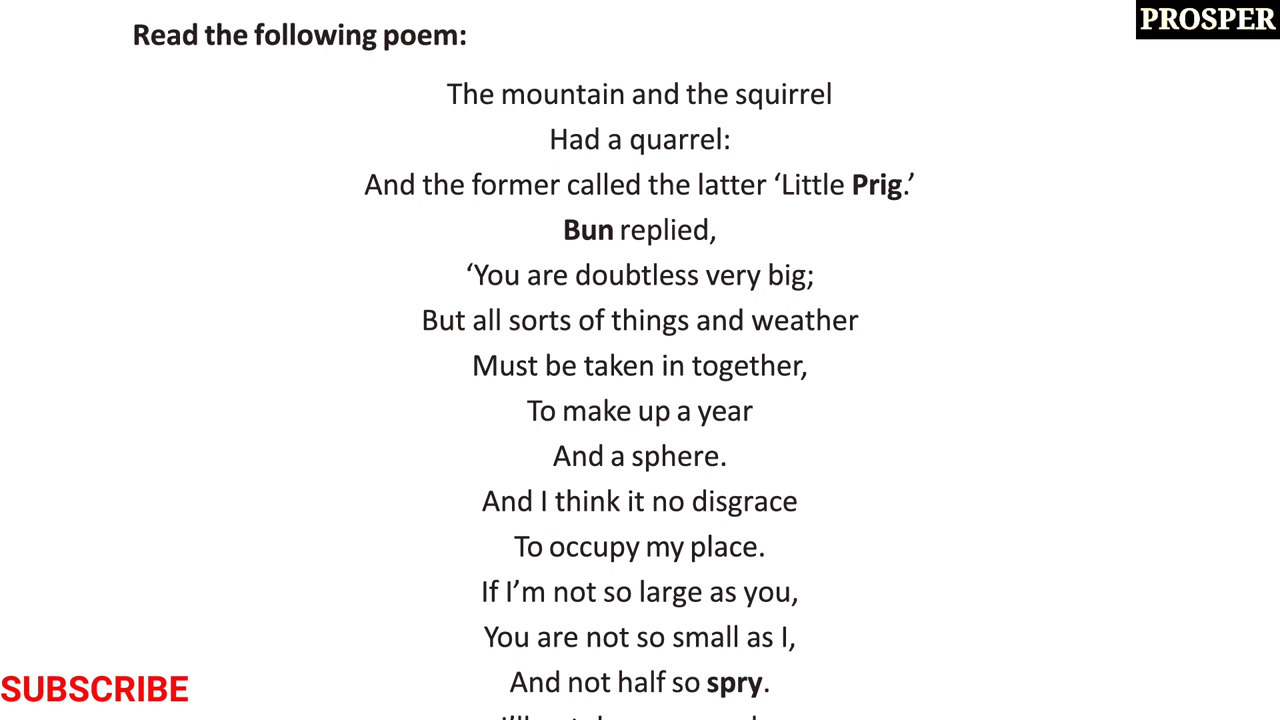 PROSPER
Read the following poem:
The mountain and the squirrel
Had a quarrel:
And the former called the latter ‘Little Prig.’
Bun replied,
‘You are doubtless very big;
But all sorts of things and weather
Must be taken in together,
To make up a year
And a sphere.
And I think it no disgrace
To occupy my place.
If I’m not so large as you,
You are not so small as I,
And not half so spry.
SUBSCRIBE